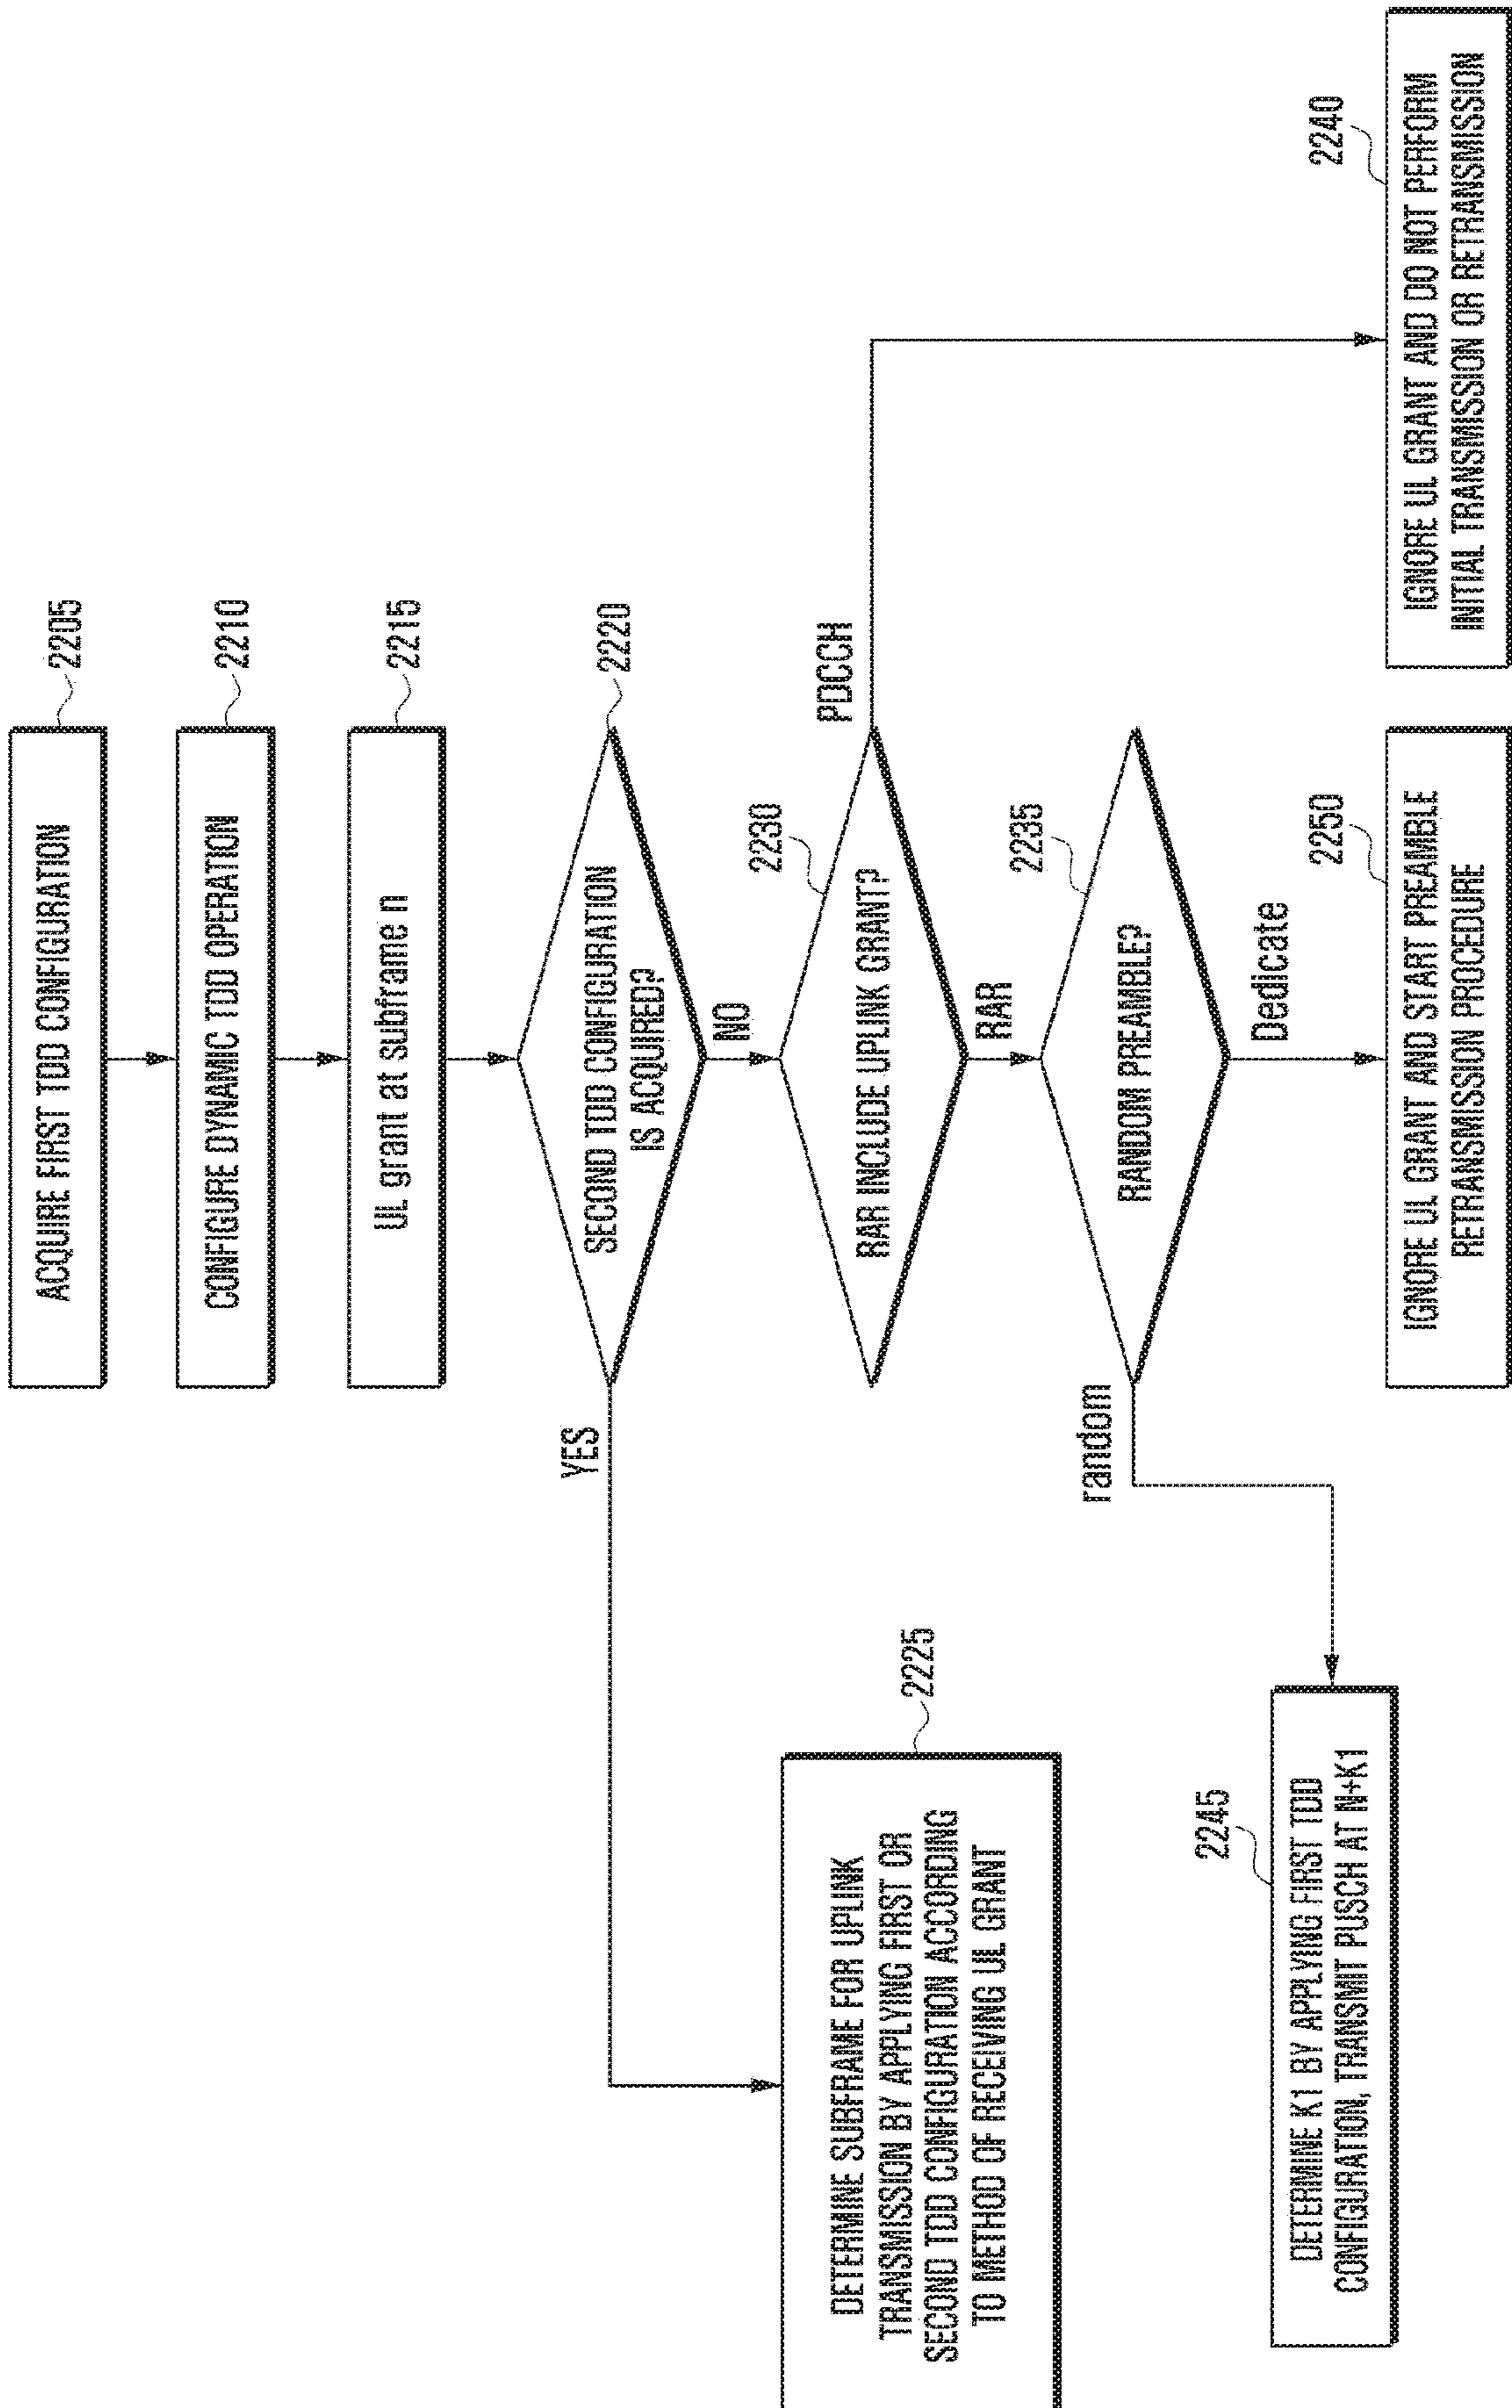 ACQUIRE FIRST TDD CONFIGURATION
2205
CONFIGURE DYNAMIC TDD OPERATION
2210
UL grant at subframe n
2215
SECOND TDD CONFIGURATION
IS ACQUIRED?
2220
YES
NO
DETERMINE SUBFRAME FOR UPLINK
TRANSMISSION BY APPLYING FIRST OR
SECOND TDD CONFIGURATION ACCORDING
TO METHOD OF RECEIVING UL GRANT
2225
RAR INCLUDE UPLINK GRANT?
2230
PDCCH
RAR
RANDOM PREAMBLE?
2235
random
Dedicate
DETERMINE K1 BY APPLYING FIRST TDD
CONFIGURATION, TRANSMIT PUSCH AT N+K1
2245
IGNORE UL GRANT AND START PREAMBLE
RETRANSMISSION PROCEDURE
2250
IGNORE UL GRANT AND DO NOT PERFORM
INITIAL TRANSMISSION OR RETRANSMISSION
2240